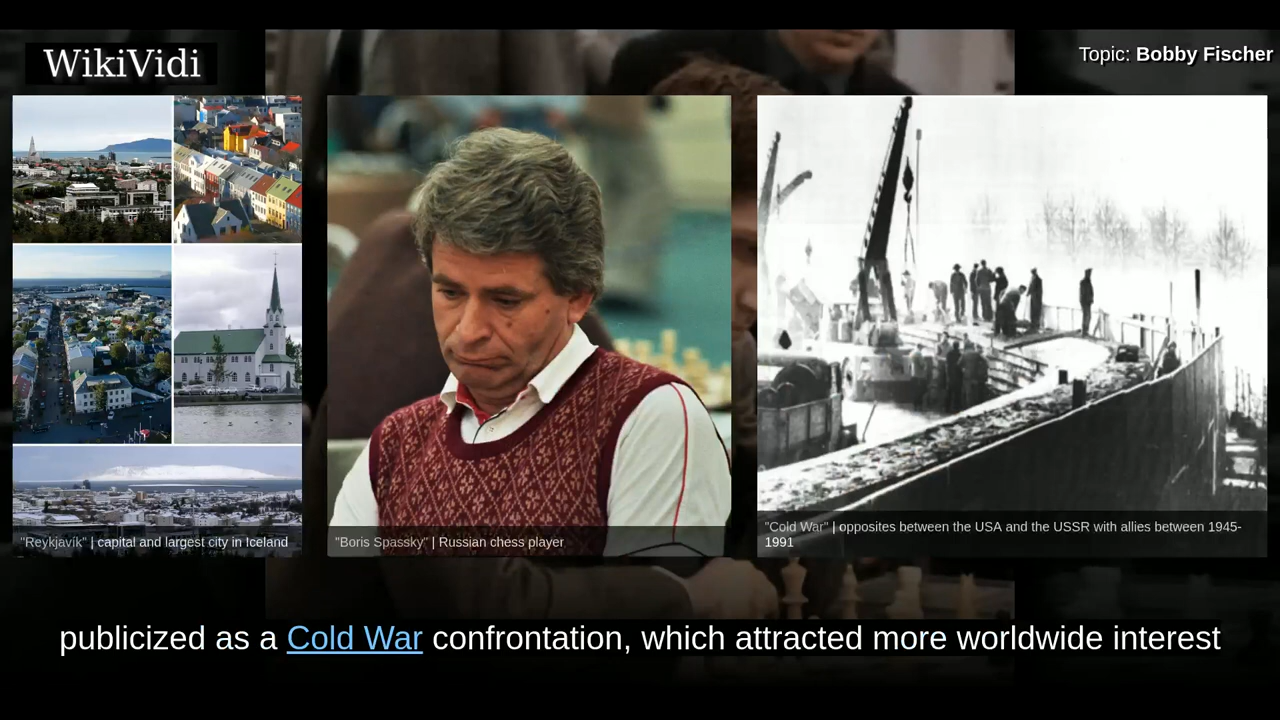 WikiVidi
Topic: Bobby Fischer
"Reykjavík" | capital and largest city in Iceland
"Boris Spassky" | Russian chess player
"Cold War" | opposites between the USA and the USSR with allies between 1945-
1991
publicized as a Cold War confrontation, which attracted more worldwide interest